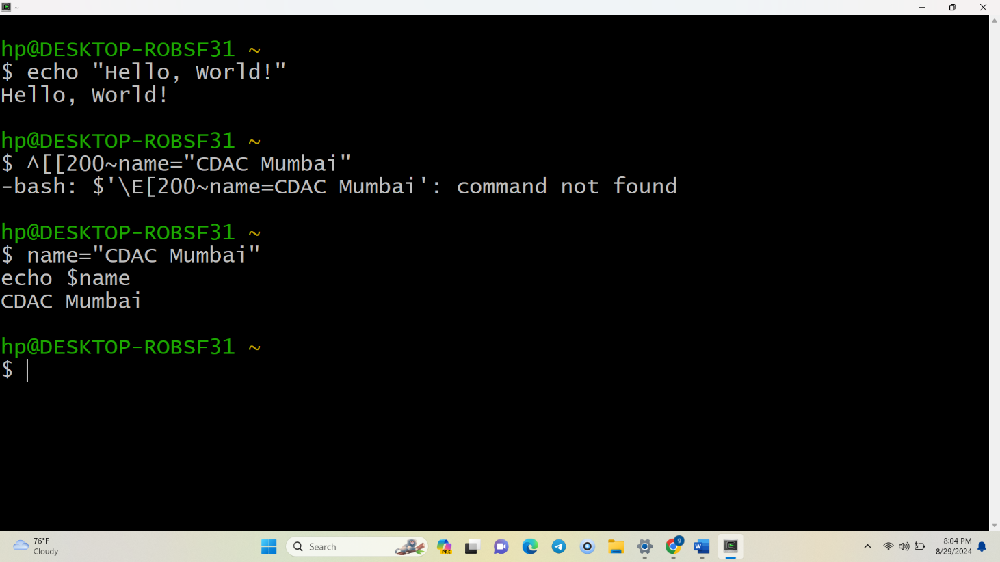 ~
hp@DESKTOP-ROBSF31 ~
$ echo "Hello, World!"
Hello, World!
hp@DESKTOP-ROBSF31 ~
$ ^[[200~name="CDAC Mumbai"
-bash: $'\E[200~name=CDAC Mumbai': command not found
hp@DESKTOP-ROBSF31 ~
$ name="CDAC Mumbai"
echo $name
CDAC Mumbai
hp@DESKTOP-ROBSF31 ~
$
76°F
Cloudy
Search
PRE
g
W
8:04 PM
8/29/2024